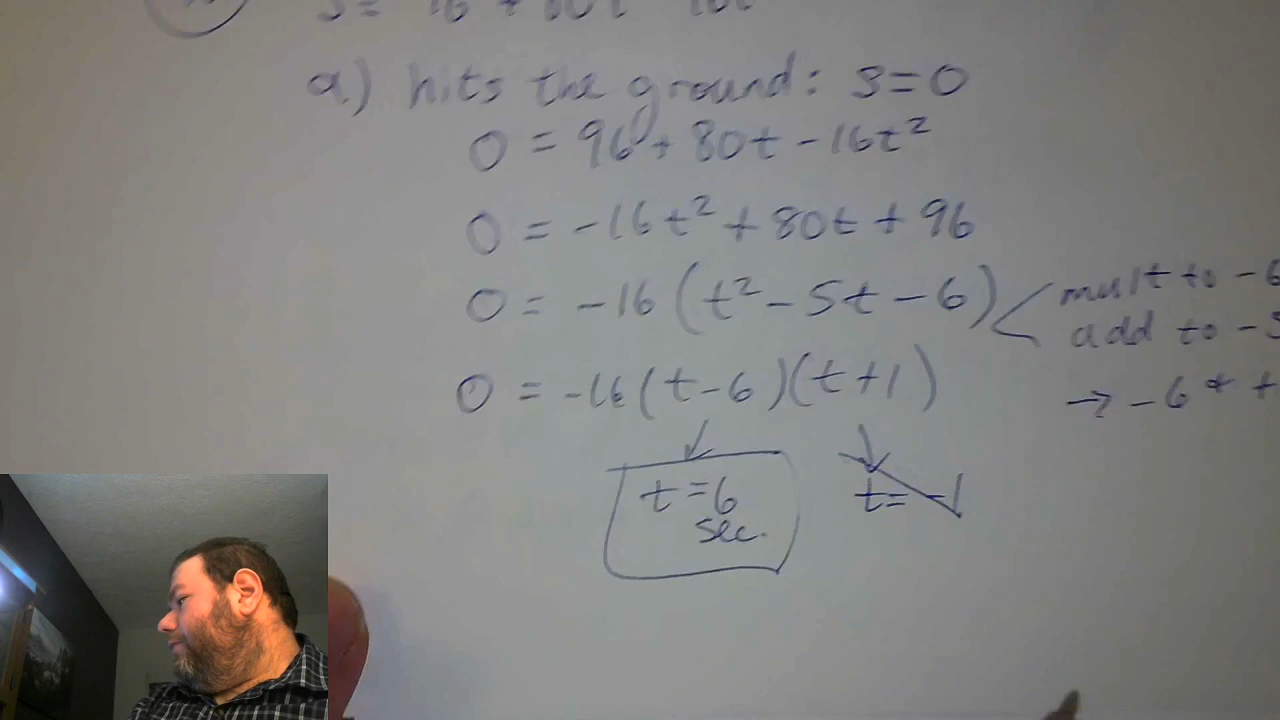 a.) hits the ground: s=0
0 = 96 + 80t - 16t²
0 = -16t² + 80t + 96
0 = -16(t² - 5t - 6)
mult to -6
add to -5
0 = -16(t-6)(t+1)
→ -6 * +
t=6
sec.
t=-1